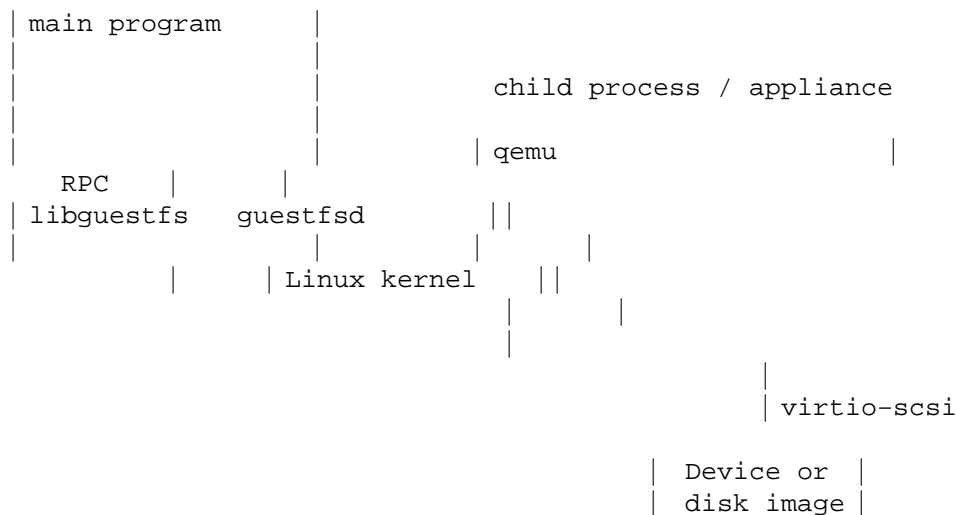 main program
child process / appliance
qemu
RPC
libguestfs guestfsd
Linux kernel
virtio-scsi
Device or
disk image